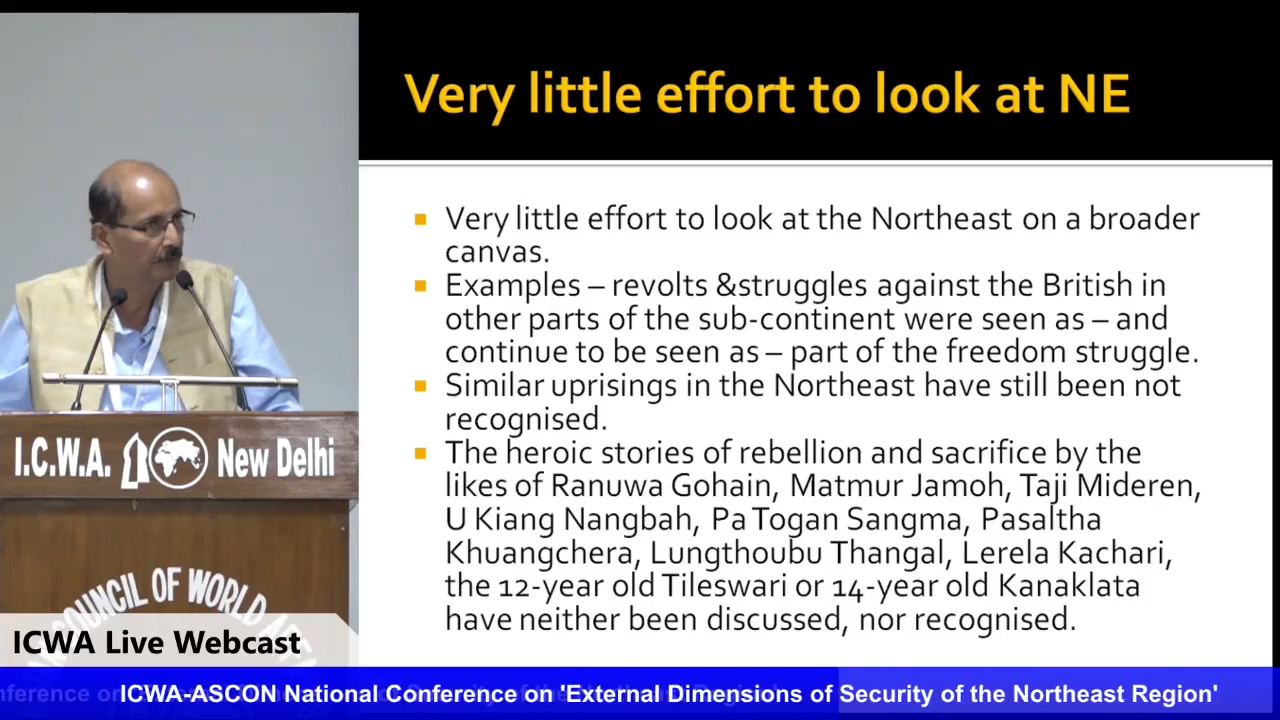 Very little effort to look at NE
Very little effort to look at the Northeast on a broader
canvas.
Examples – revolts &struggles against the British in
other parts of the sub-continent were seen as – and
continue to be seen as – part of the freedom struggle.
Similar uprisings in the Northeast have still been not
recognised.
The heroic stories of rebellion and sacrifice by the
likes of Ranuwa Gohain, Matmur Jamoh, Taji Mideren,
U Kiang Nangbah, Pa Togan Sangma, Pasaltha
Khuangchera, Lungthoubu Thangal, Lerela Kachari,
the 12-year old Tileswari or 14-year old Kanaklata
have neither been discussed, nor recognised.
I.C.W.A. New Delhi
COUNCIL OF WORLD
ICWA Live Webcast
ICWA-ASCON National Conference on 'External Dimensions of Security of the Northeast Region'